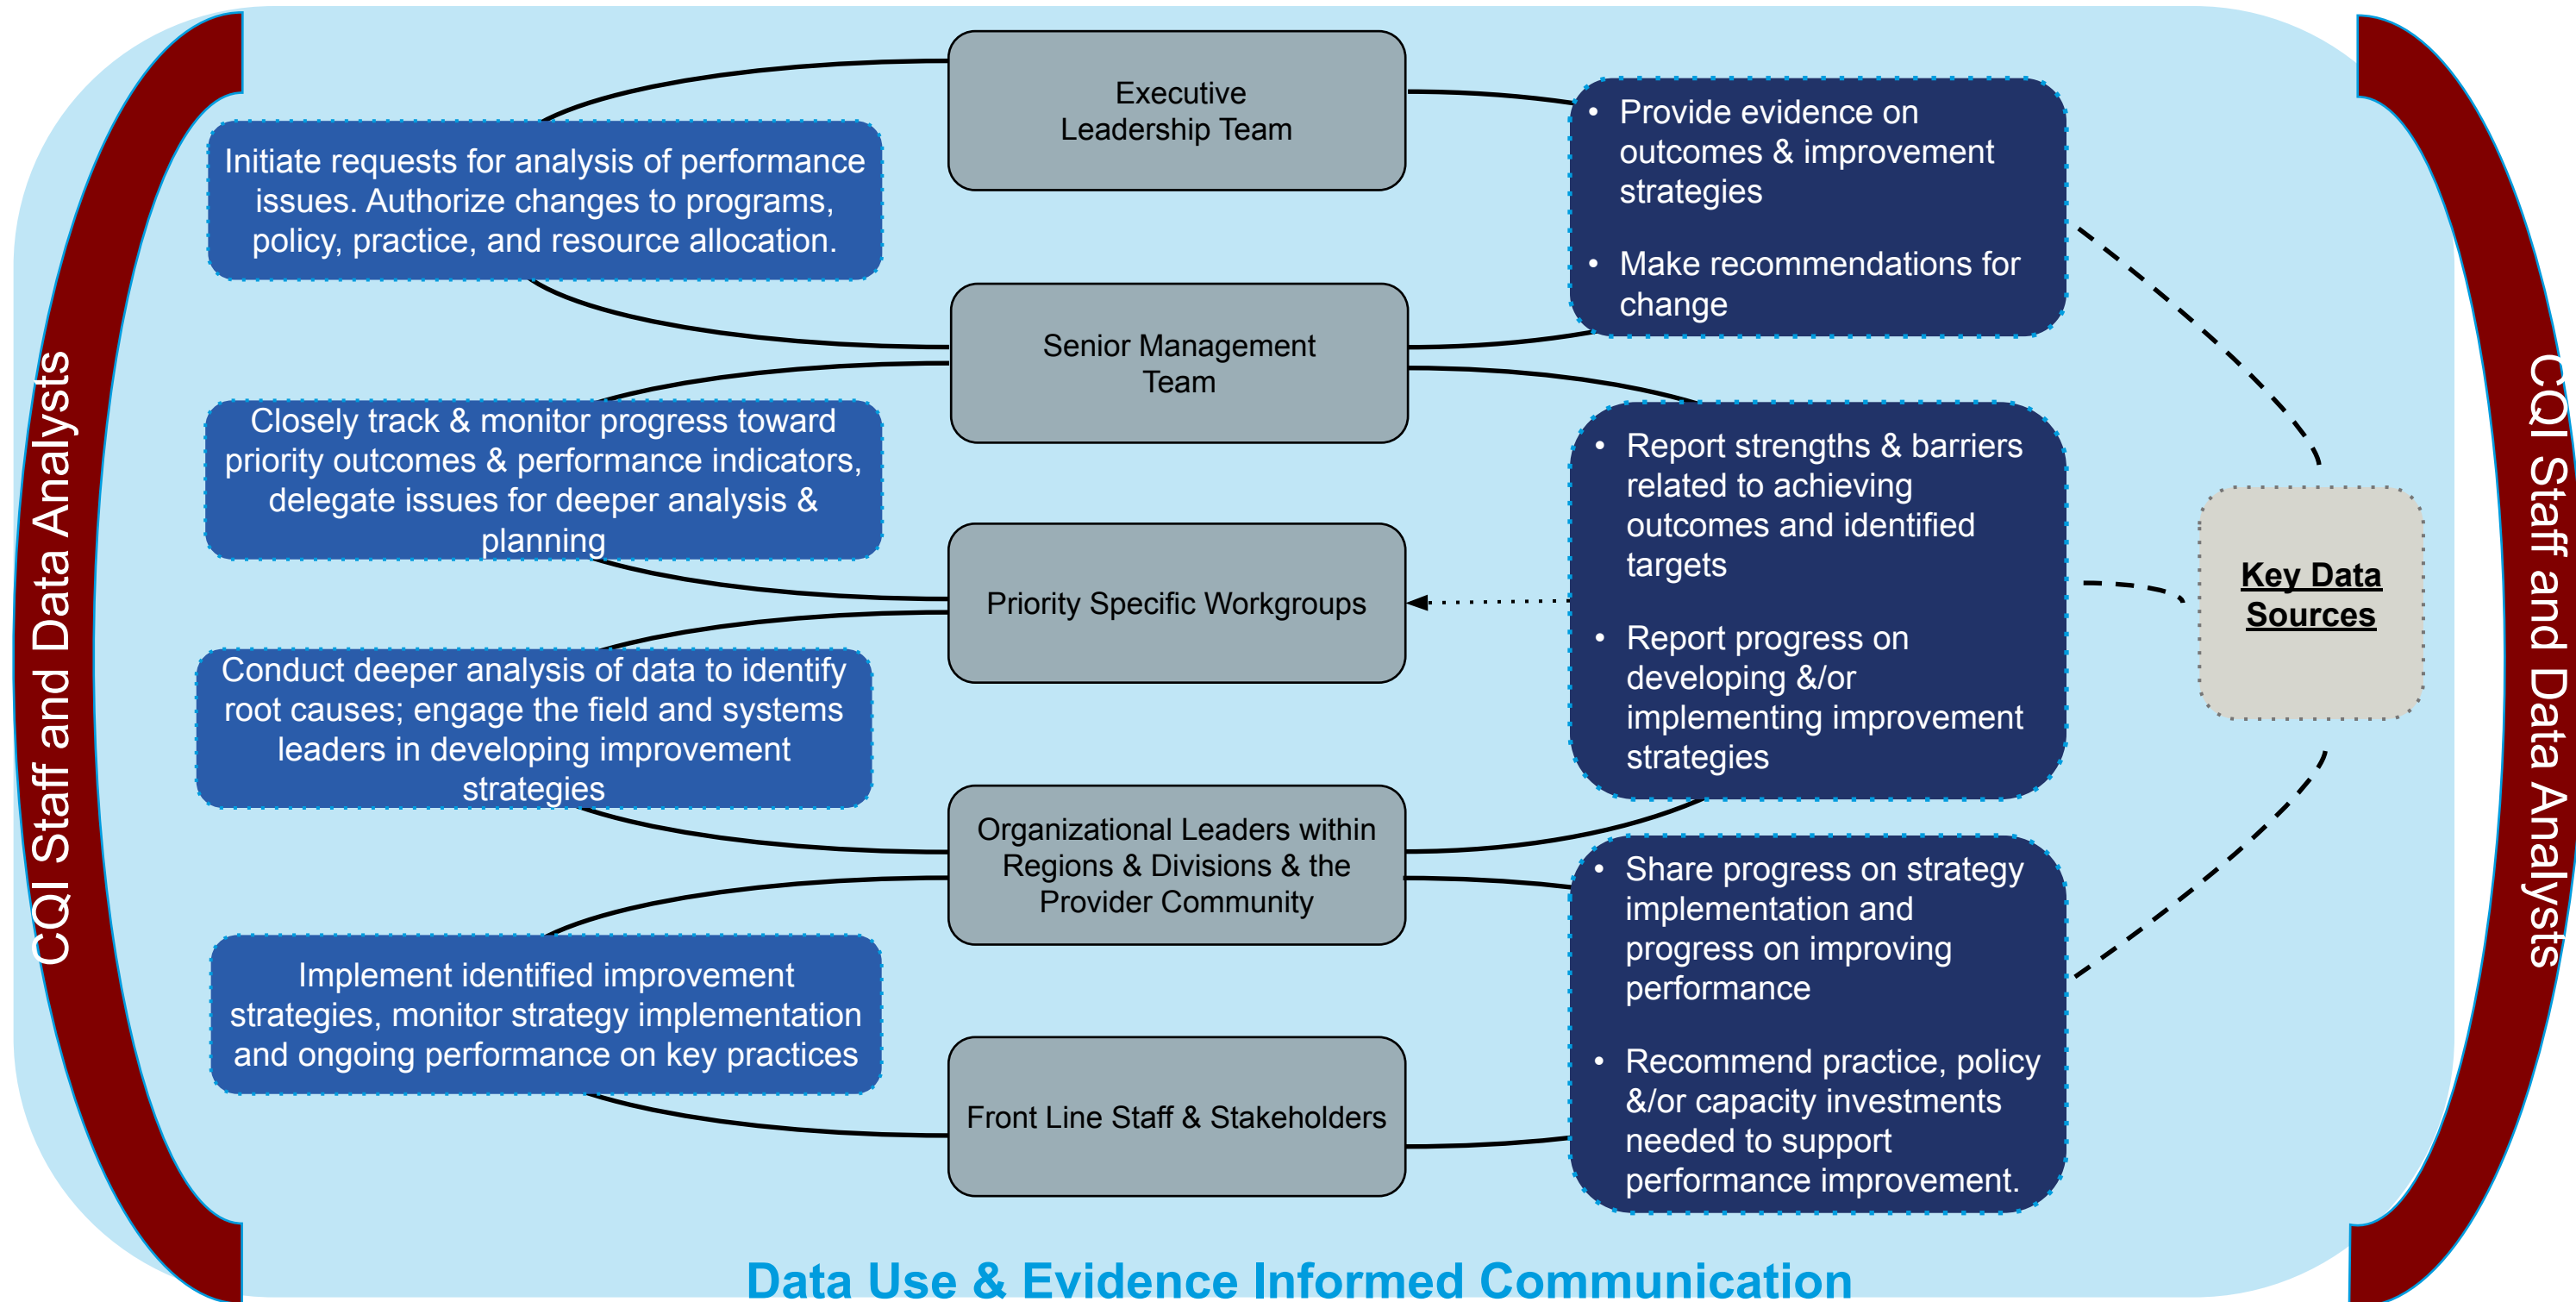 CQI Staff and Data Analysts
Initiate requests for analysis of performance
issues. Authorize changes to programs,
policy, practice, and resource allocation.
Closely track & monitor progress toward
priority outcomes & performance indicators,
delegate issues for deeper analysis &
planning
Conduct deeper analysis of data to identify
root causes; engage the field and systems
leaders in developing improvement
strategies
Implement identified improvement
strategies, monitor strategy implementation
and ongoing performance on key practices
Executive
Leadership Team
Senior Management
Team
Priority Specific Workgroups
Organizational Leaders within
Regions & Divisions & the
Provider Community
Front Line Staff & Stakeholders
• Provide evidence on
outcomes & improvement
strategies
• Make recommendations for
change
• Report strengths & barriers
related to achieving
outcomes and identified
targets
• Report progress on
developing &/or
implementing improvement
strategies
• Share progress on strategy
implementation and
progress on improving
performance
• Recommend practice, policy
&/or capacity investments
needed to support
performance improvement.
Key Data
Sources
CQI Staff and Data Analysts
Data Use & Evidence Informed Communication